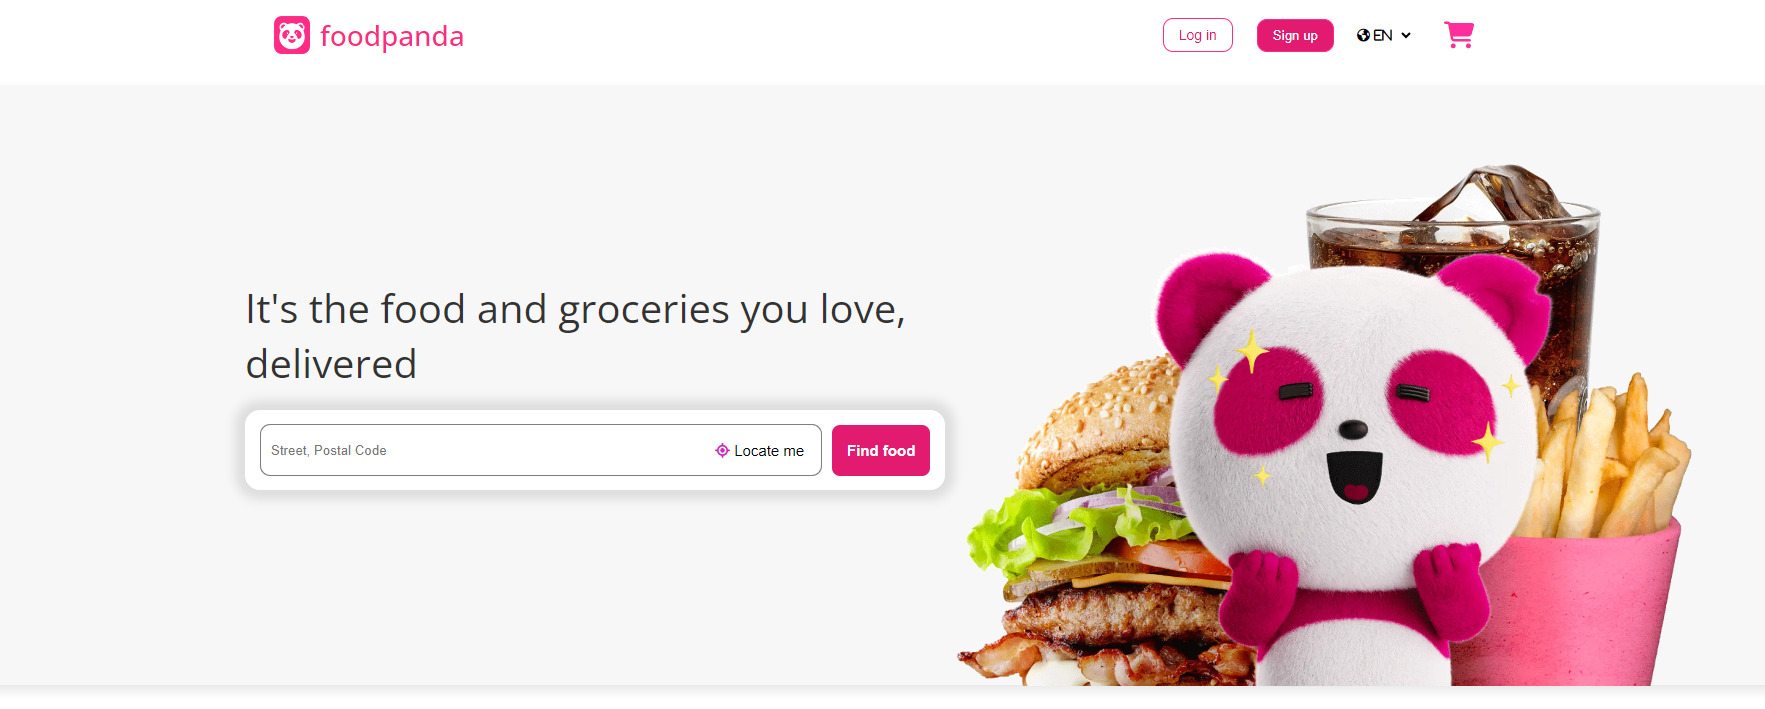 foodpanda
Log in
Sign up
EN
It's the food and groceries you love,
delivered
Street, Postal Code
Locate me
Find food